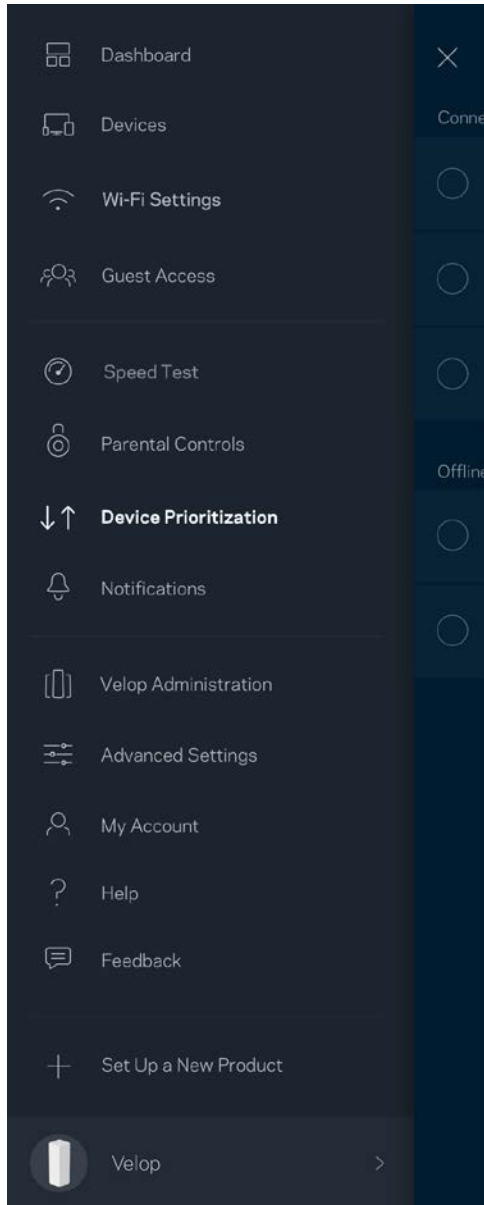 Dashboard
Devices
Conne
Wi-Fi Settings
Guest Access
Speed Test
Parental Controls
Offline
Device Prioritization
Notifications
Velop Administration
Advanced Settings
My Account
Help
Feedback
Set Up a New Product
Velop